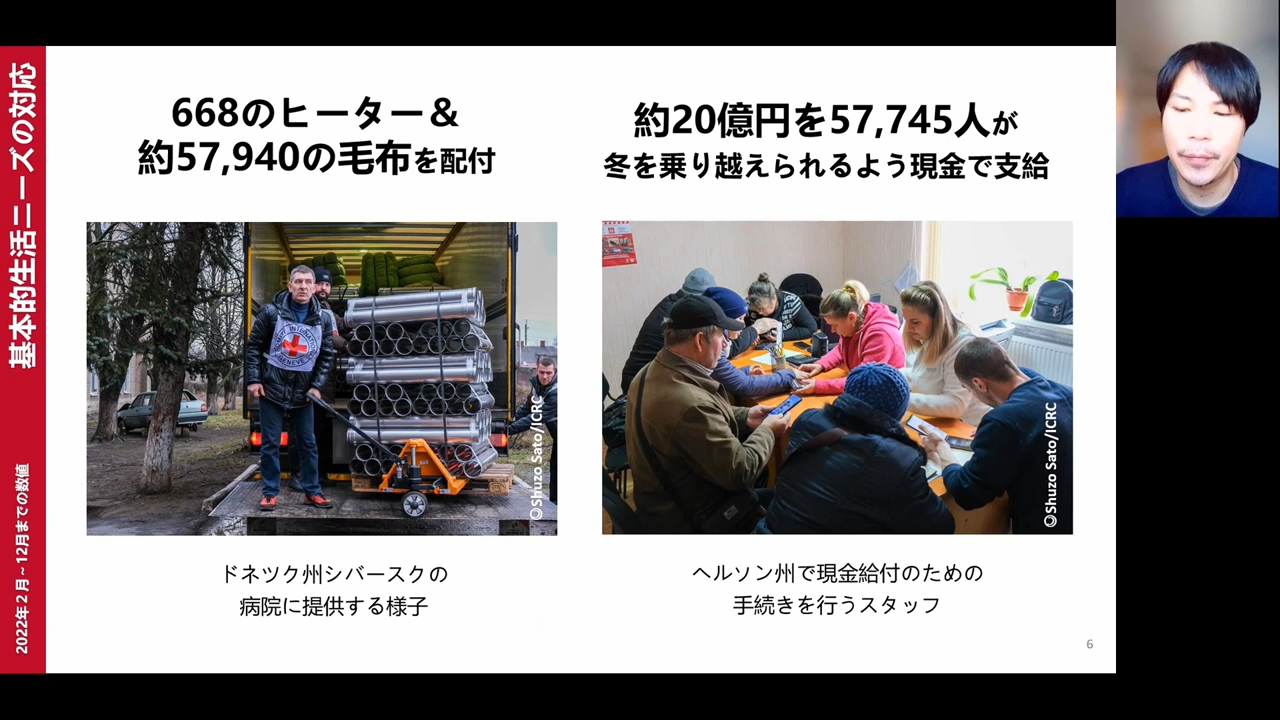 基本的生活ニーズの対応
2022年2月~12月までの数値
668のヒーター&
約57,940の毛布を配付
約20億円を57,745人が
冬を乗り越えられるよう現金で支給
©Shuzo Sato/ICRC
©Shuzo Sato/ICRC
ドネツク州シバースクの
病院に提供する様子
ヘルソン州で現金給付のための
手続きを行うスタッフ
6